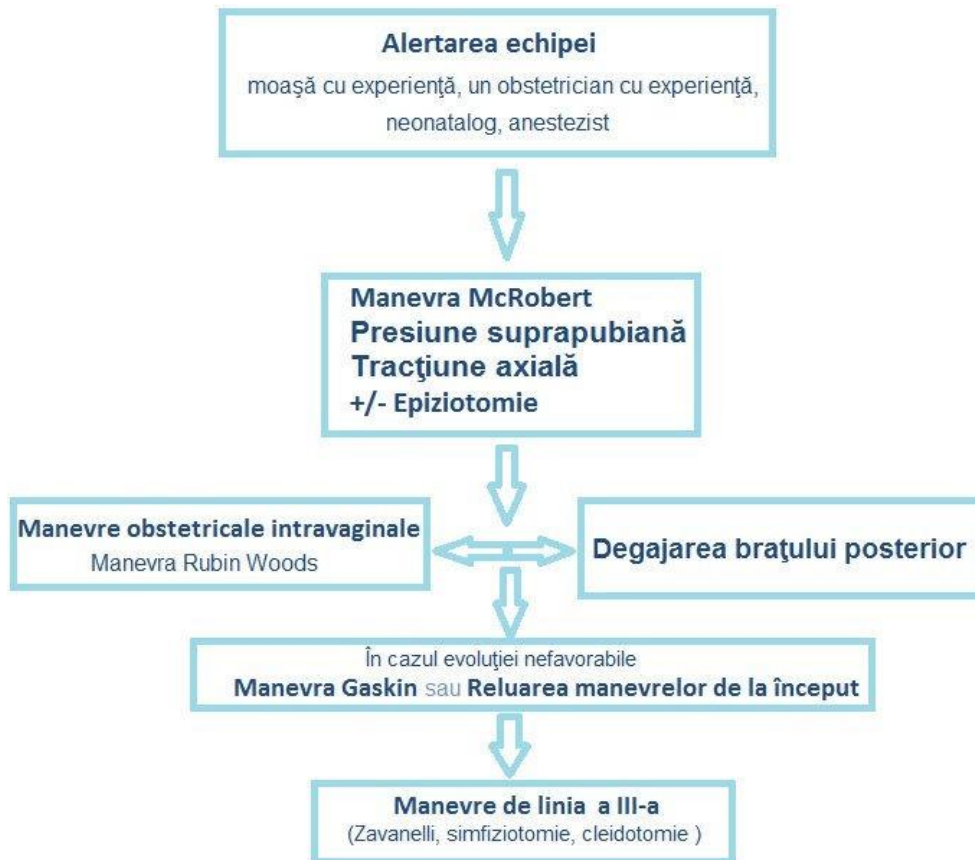 Alertarea echipei
moaşă cu experienţă, un obstetrician cu experienţă,
neonatalog, anestezist
Manevra McRobert
Presiune suprapubiană
Tracţiune axială
+/- Epiziotomie
Manevre obstetricale intravaginale
Manevra Rubin Woods
Degajarea braţului posterior
În cazul evoluţiei nefavorabile
Manevra Gaskin sau Reluarea manevrelor de la început
Manevre de linia a III-a
(Zavanelli, simfiziotomie, cleidotomie )